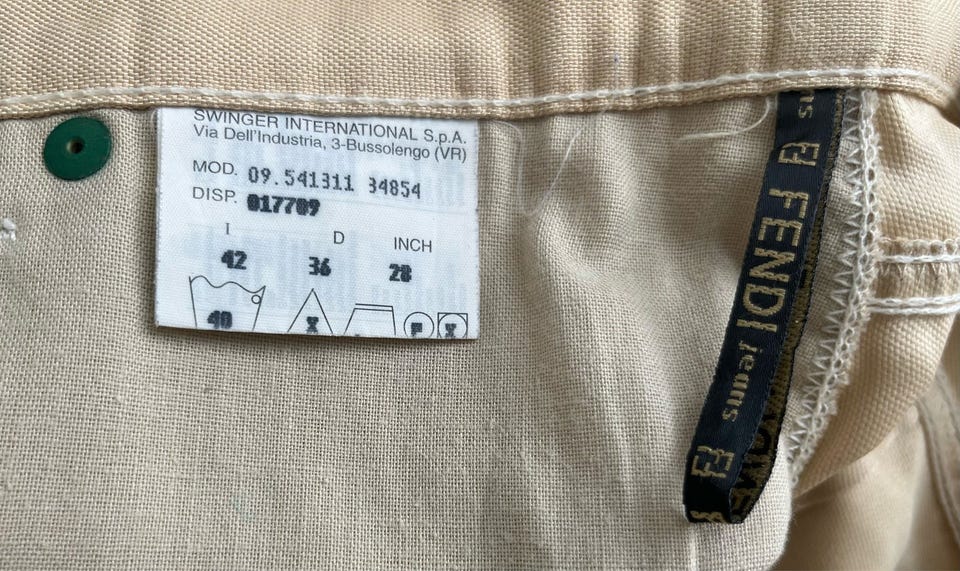 SWINGER INTERNATIONAL S.p.A.
Via Dell'Industria, 3-Bussolengo (VR)
MOD. 09.541311 34854
DISP. 017709
I D INCH
42 36 28
40 X P X
ns
FENDI jeans